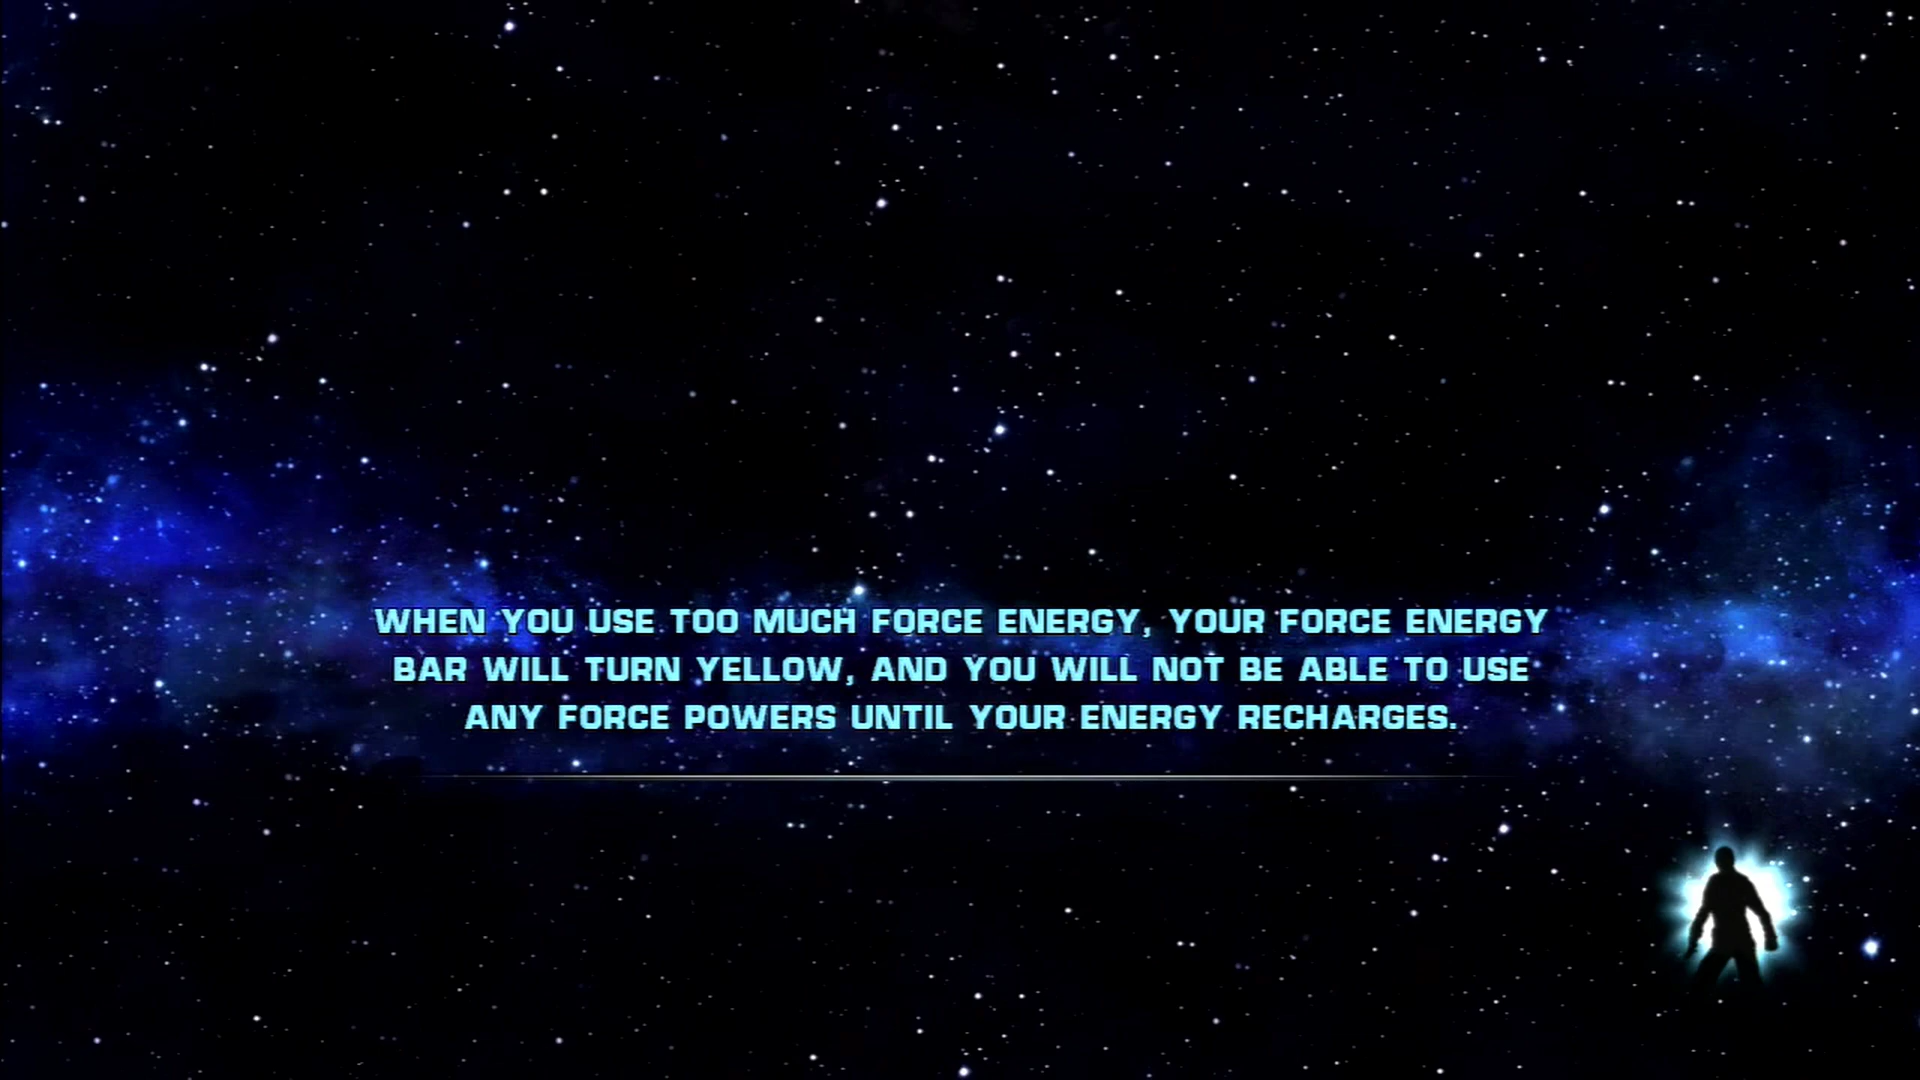 WHEN YOU USE TOO MUCH FORCE ENERGY, YOUR FORCE ENERGY
BAR WILL TURN YELLOW, AND YOU WILL NOT BE ABLE TO USE
ANY FORCE POWERS UNTIL YOUR ENERGY RECHARGES.